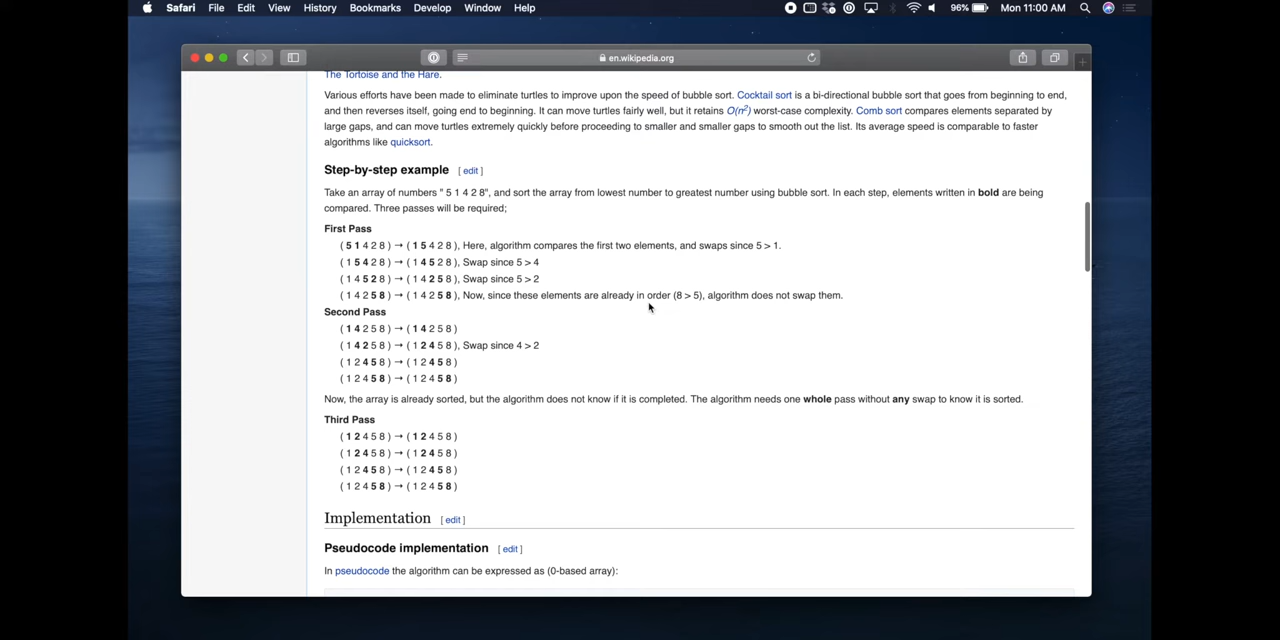 Safari File Edit View History Bookmarks Develop Window Help 96% Mon 11:00 AM
en.wikipedia.org
The Tortoise and the Hare.
Various efforts have been made to eliminate turtles to improve upon the speed of bubble sort. Cocktail sort is a bi-directional bubble sort that goes from beginning to end,
and then reverses itself, going end to beginning. It can move turtles fairly well, but it retains O(n²) worst-case complexity. Comb sort compares elements separated by
large gaps, and can move turtles extremely quickly before proceeding to smaller and smaller gaps to smooth out the list. Its average speed is comparable to faster
algorithms like quicksort.
Step-by-step example [ edit ]
Take an array of numbers " 5 1 4 2 8", and sort the array from lowest number to greatest number using bubble sort. In each step, elements written in bold are being
compared. Three passes will be required;
First Pass
( 5 1 4 2 8 ) → ( 1 5 4 2 8 ), Here, algorithm compares the first two elements, and swaps since 5 > 1.
( 1 5 4 2 8 ) → ( 1 4 5 2 8 ), Swap since 5 > 4
( 1 4 5 2 8 ) → ( 1 4 2 5 8 ), Swap since 5 > 2
( 1 4 2 5 8 ) → ( 1 4 2 5 8 ), Now, since these elements are already in order (8 > 5), algorithm does not swap them.
Second Pass
( 1 4 2 5 8 ) → ( 1 4 2 5 8 )
( 1 4 2 5 8 ) → ( 1 2 4 5 8 ), Swap since 4 > 2
( 1 2 4 5 8 ) → ( 1 2 4 5 8 )
( 1 2 4 5 8 ) → ( 1 2 4 5 8 )
Now, the array is already sorted, but the algorithm does not know if it is completed. The algorithm needs one whole pass without any swap to know it is sorted.
Third Pass
( 1 2 4 5 8 ) → ( 1 2 4 5 8 )
( 1 2 4 5 8 ) → ( 1 2 4 5 8 )
( 1 2 4 5 8 ) → ( 1 2 4 5 8 )
( 1 2 4 5 8 ) → ( 1 2 4 5 8 )
Implementation [ edit ]
Pseudocode implementation [ edit ]
In pseudocode the algorithm can be expressed as (0-based array):